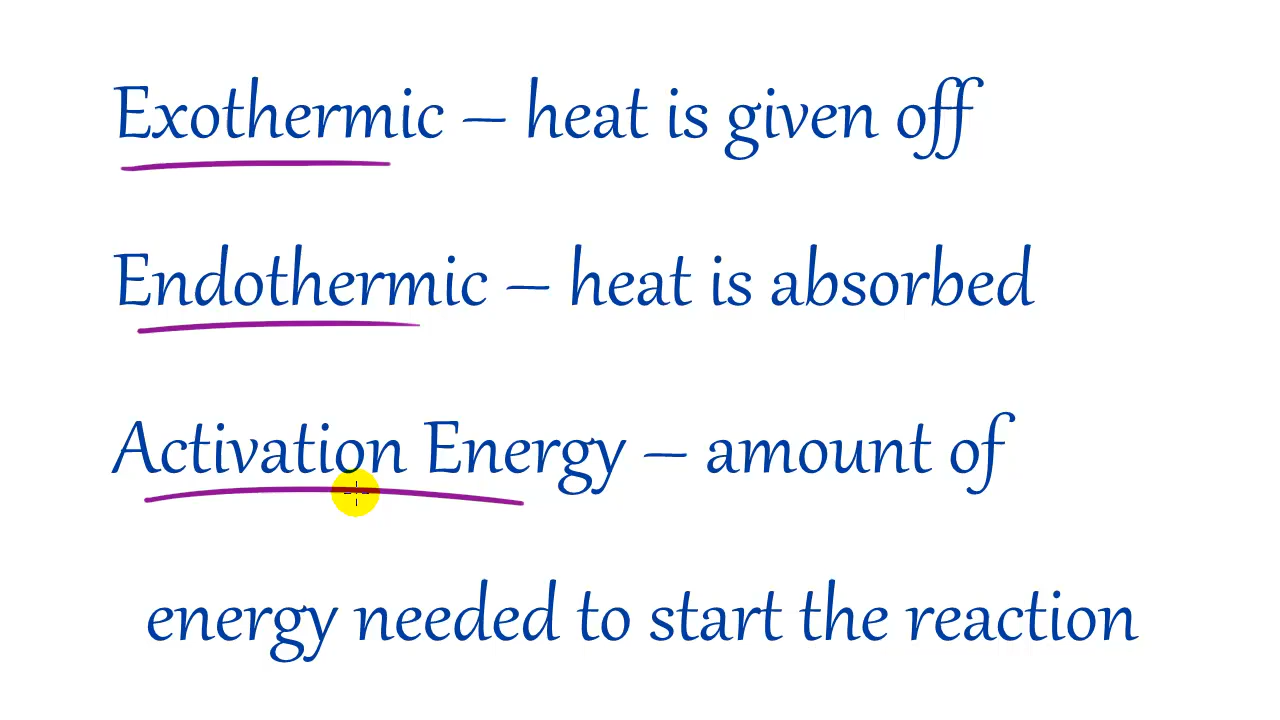 Exothermic – heat is given off
Endothermic – heat is absorbed
Activation Energy – amount of
energy needed to start the reaction